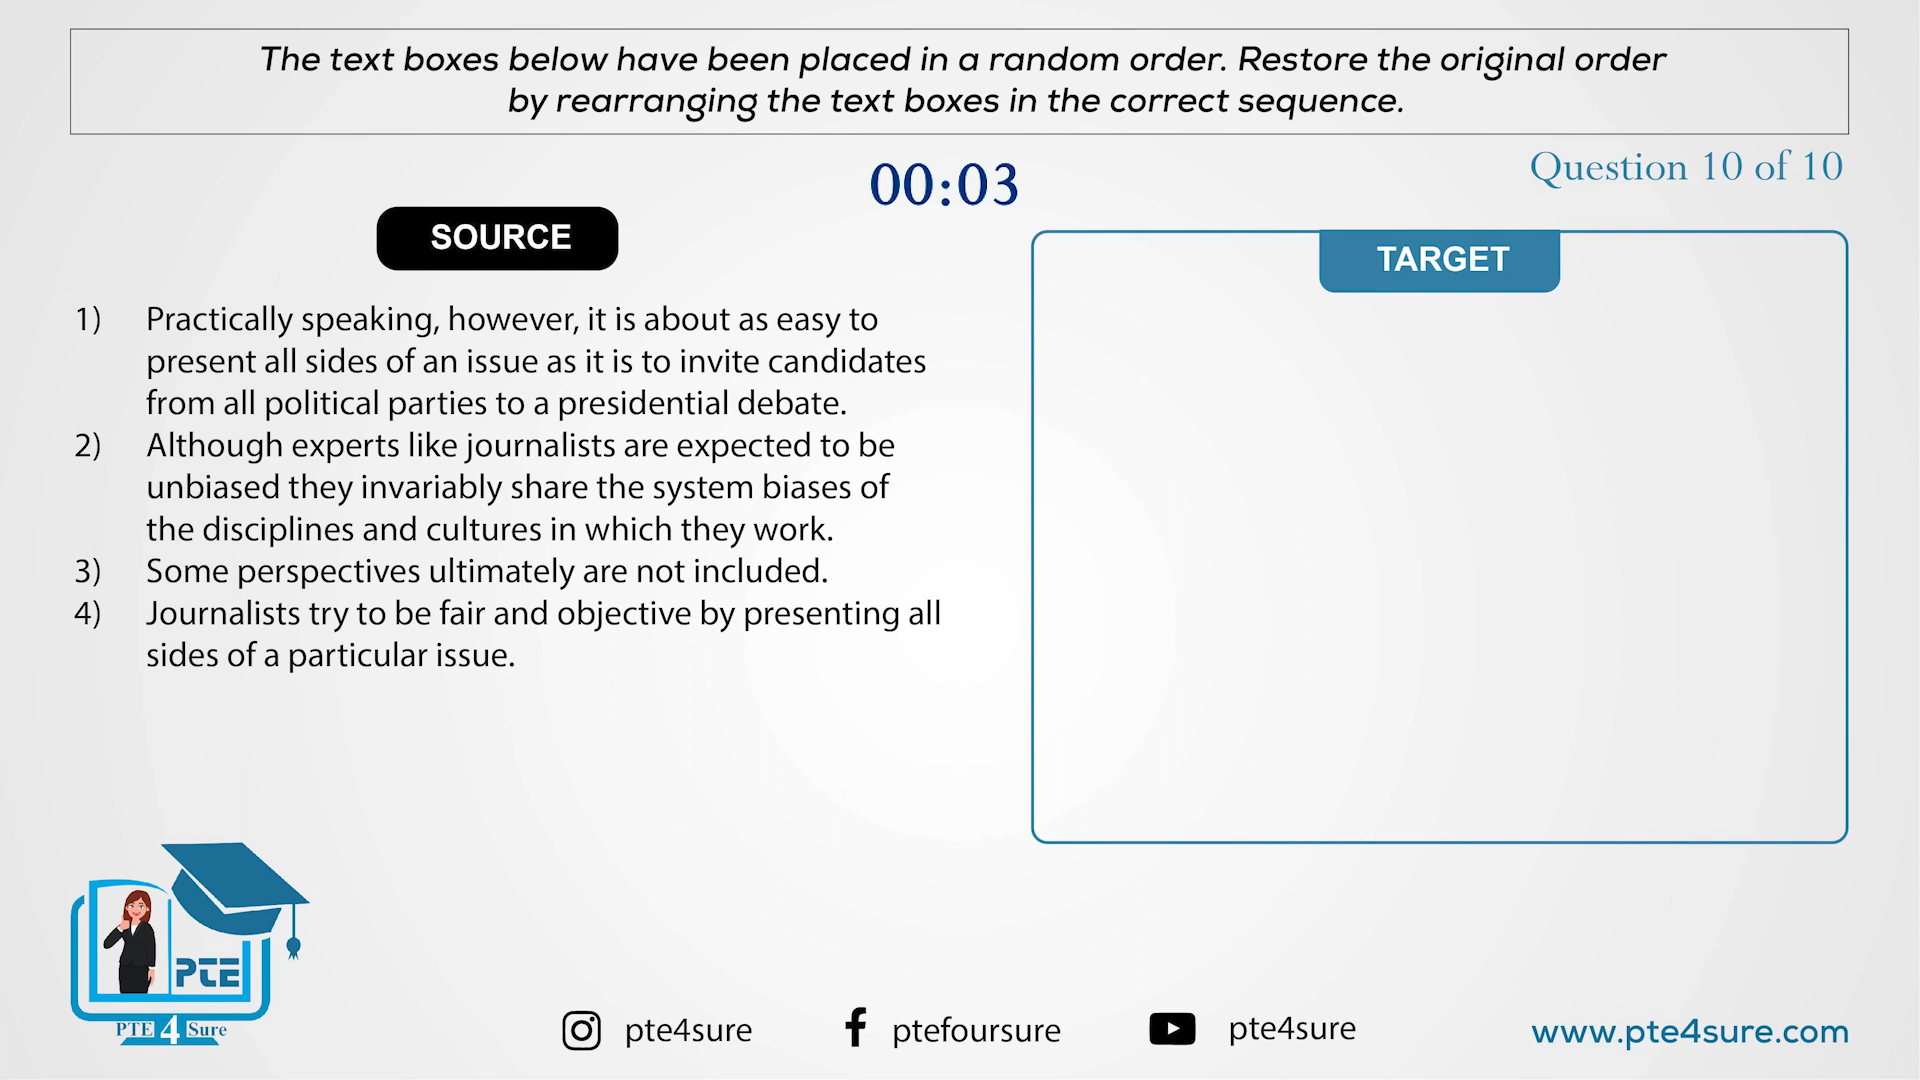 The text boxes below have been placed in a random order. Restore the original order
by rearranging the text boxes in the correct sequence.
00:03
Question 10 of 10
SOURCE
TARGET
1) Practically speaking, however, it is about as easy to
present all sides of an issue as it is to invite candidates
from all political parties to a presidential debate.
2) Although experts like journalists are expected to be
unbiased they invariably share the system biases of
the disciplines and cultures in which they work.
3) Some perspectives ultimately are not included.
4) Journalists try to be fair and objective by presenting all
sides of a particular issue.
PTE
PTE 4 Sure
pte4sure
ptefoursure
pte4sure
www.pte4sure.com